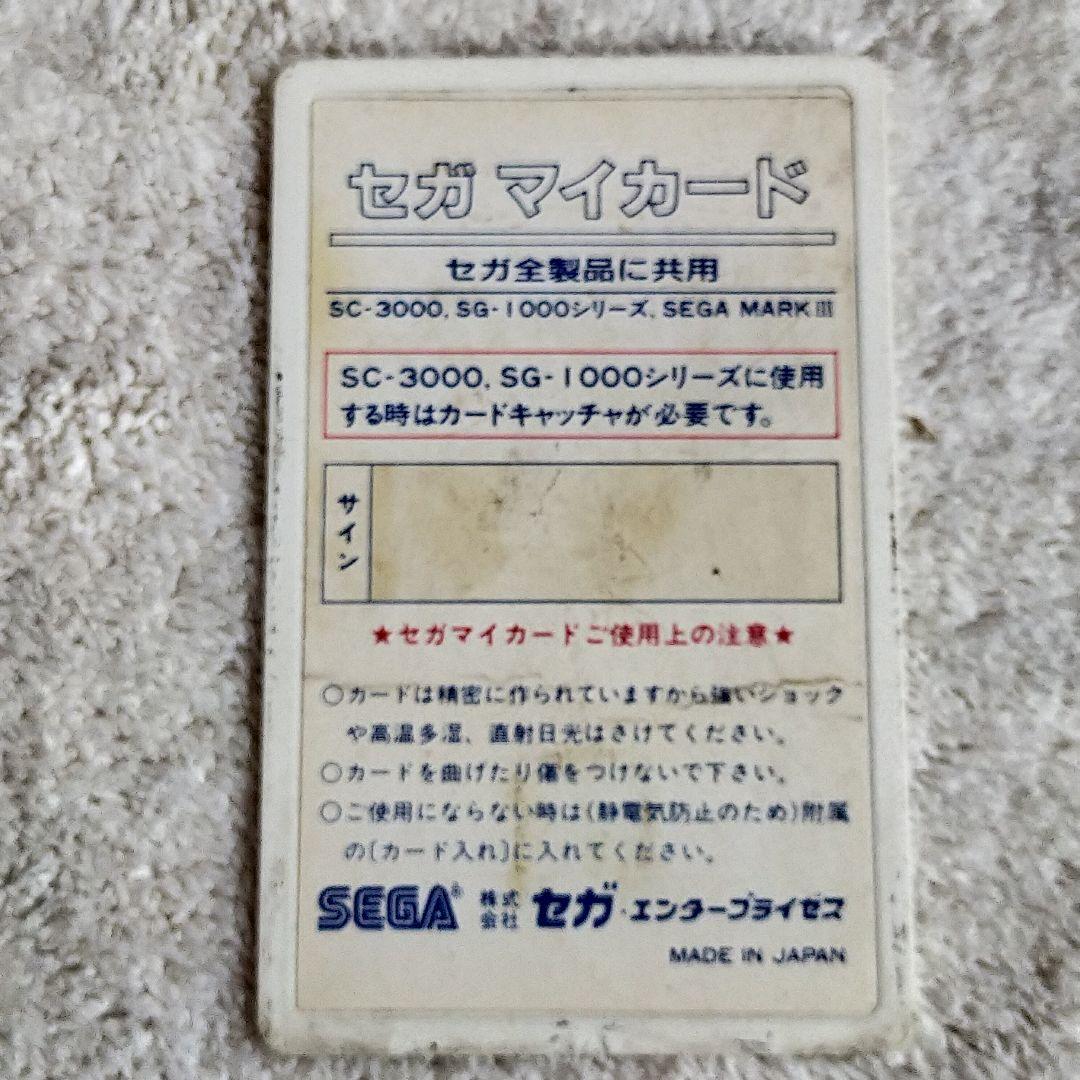 セガ マイカード
セガ全製品に共用
SC-3000, SG-1000シリーズ, SEGA MARK III
SC-3000, SG-1000シリーズに使用
する時はカードキャッチャが必要です。
サイン
★セガマイカードご使用上の注意★
○カードは精密に作られていますから強いショック
や高温多湿、直射日光はさけてください。
○カードを曲げたり傷をつけないで下さい。
○ご使用にならない時は(静電気防止のため)附属
の(カード入れ)に入れてください。
SEGA® 株式会社 セガ・エンタープライゼス
MADE IN JAPAN